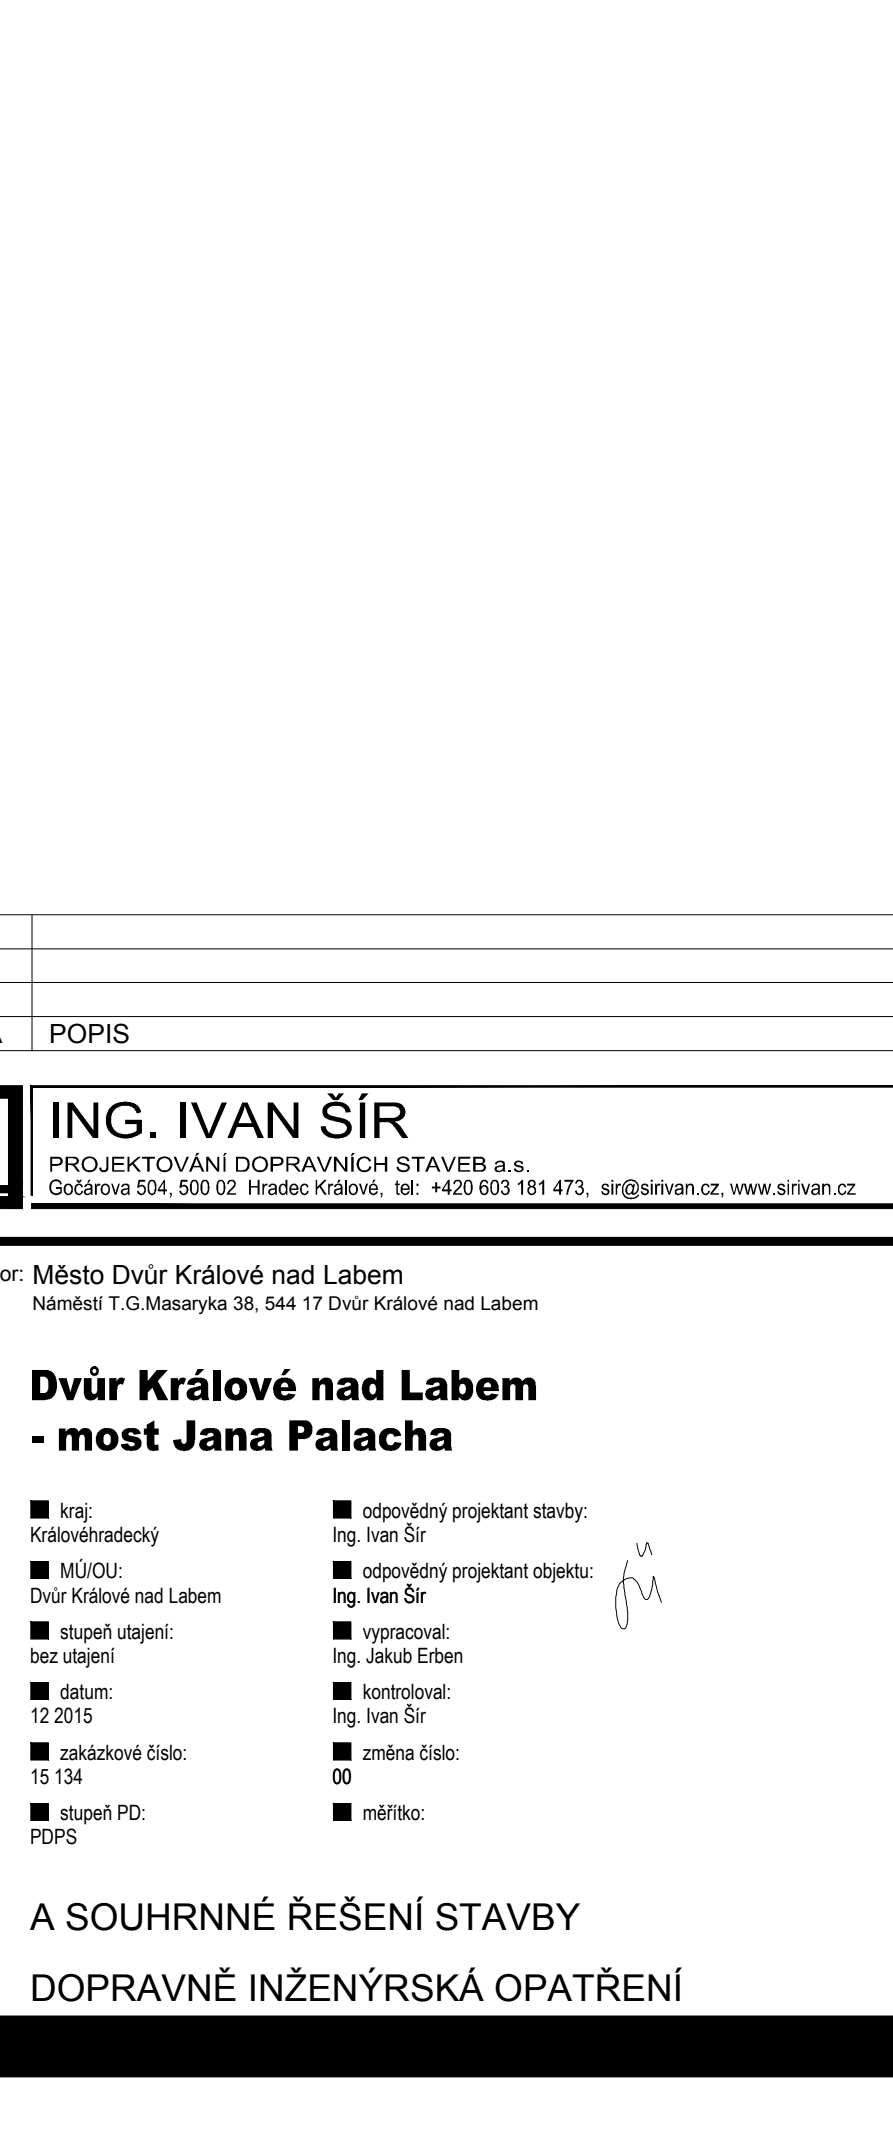 POPIS
ING. IVAN ŠÍR
PROJEKTOVÁNÍ DOPRAVNÍCH STAVEB a.s.
Gočárova 504, 500 02 Hradec Králové, tel: +420 603 181 473, sir@sirivan.cz, www.sirivan.cz
or: Město Dvůr Králové nad Labem
Náměstí T.G.Masaryka 38, 544 17 Dvůr Králové nad Labem
Dvůr Králové nad Labem
- most Jana Palacha
kraj:
Královéhradecký
MÚ/OU:
Dvůr Králové nad Labem
stupeň utajení:
bez utajení
datum:
12 2015
zakázkové číslo:
15 134
stupeň PD:
PDPS
odpovědný projektant stavby:
Ing. Ivan Šír
odpovědný projektant objektu:
Ing. Ivan Šír
vypracoval:
Ing. Jakub Erben
kontroloval:
Ing. Ivan Šír
změna číslo:
00
měřítko:
A SOUHRNNÉ ŘEŠENÍ STAVBY
DOPRAVNĚ INŽENÝRSKÁ OPATŘENÍ